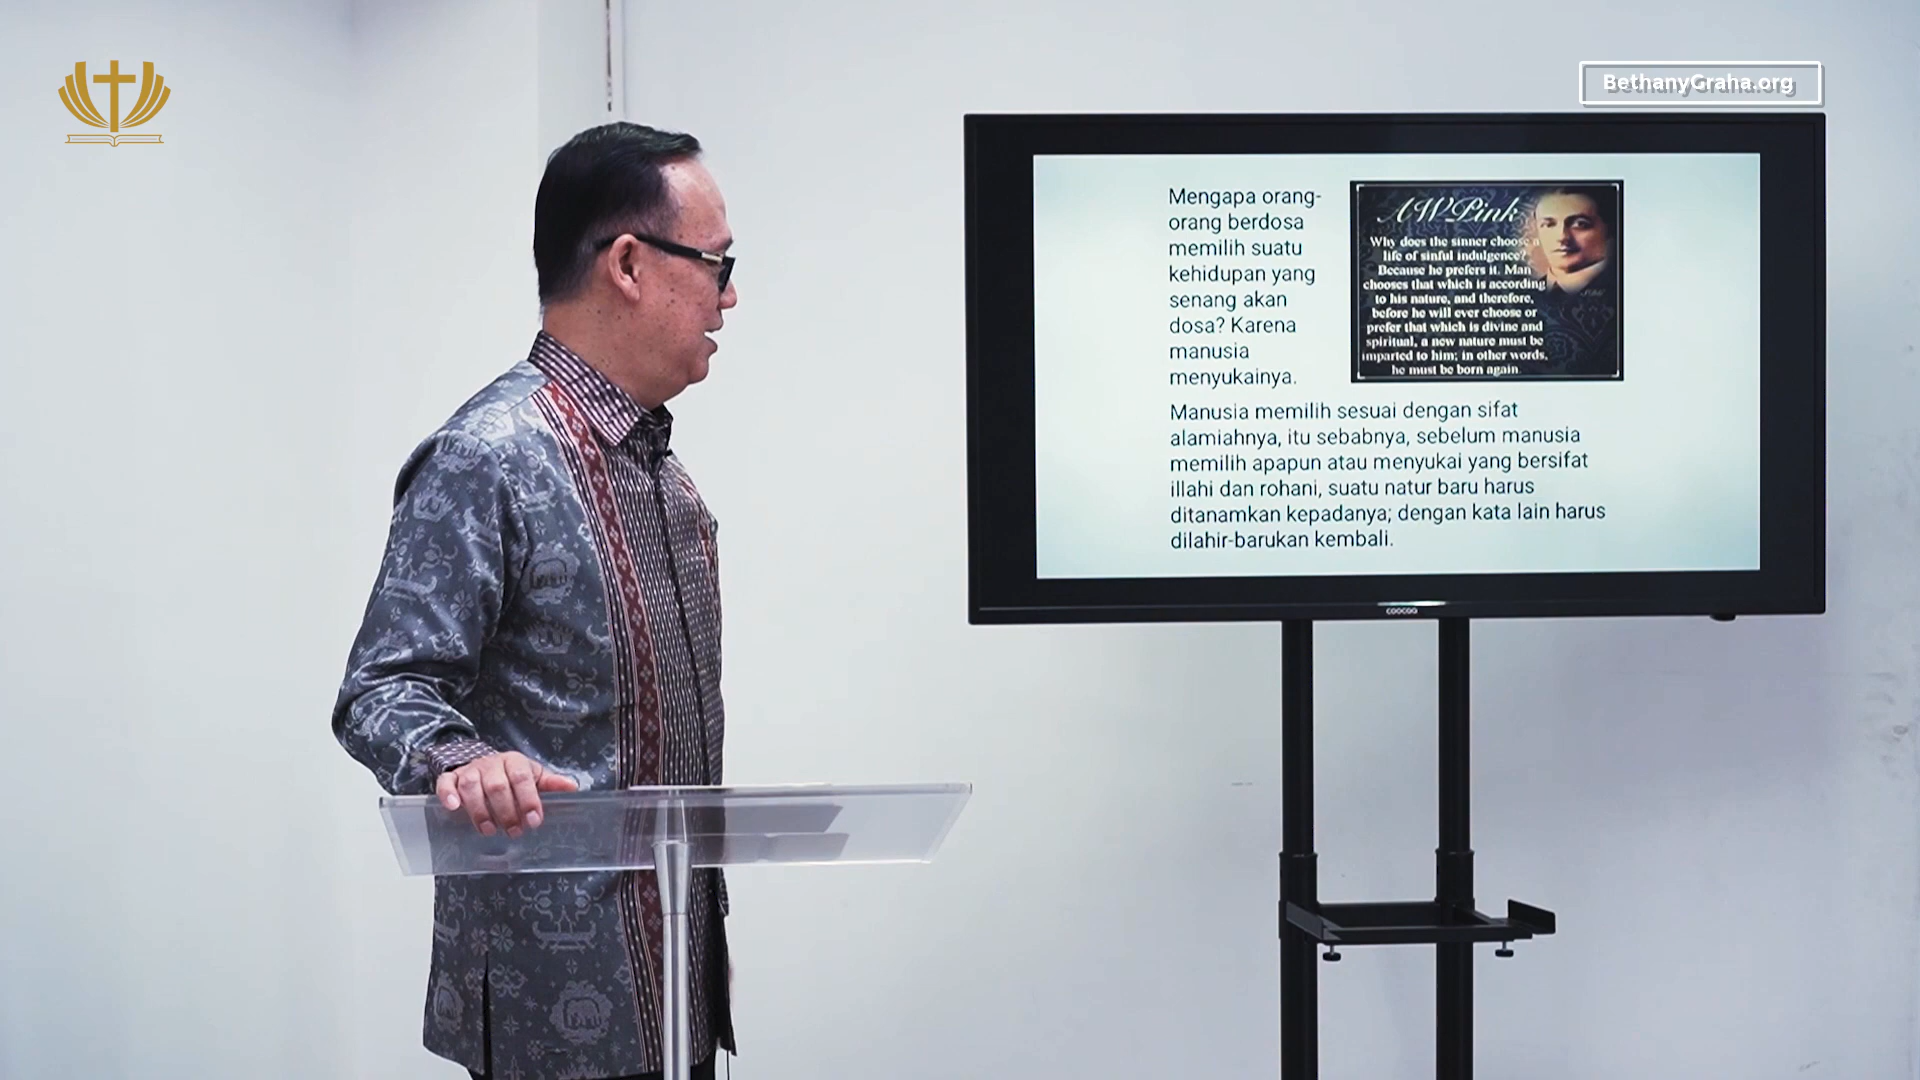 BethanyGraha.org
Mengapa orang-
orang berdosa
memilih suatu
kehidupan yang
senang akan
dosa? Karena
manusia
menyukainya.
AW Pink
Why does the sinner choose a
life of sinful indulgence?
Because he prefers it. Man
chooses that which is according
to his nature, and therefore,
before he will ever choose or
prefer that which is divine and
spiritual, a new nature must be
imparted to him; in other words,
he must be born again
Manusia memilih sesuai dengan sifat
alamiahnya, itu sebabnya, sebelum manusia
memilih apapun atau menyukai yang bersifat
illahi dan rohani, suatu natur baru harus
ditanamkan kepadanya; dengan kata lain harus
dilahir-barukan kembali.
coocaa